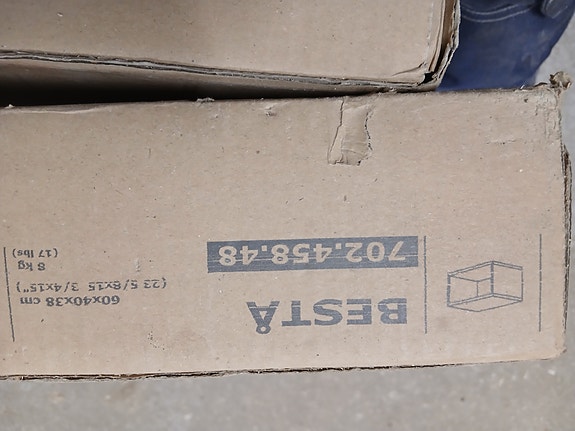 BESTÅ
702.458.48
60x40x38 cm
(23 5/8x15 3/4x15")
8 kg
(17 lbs)